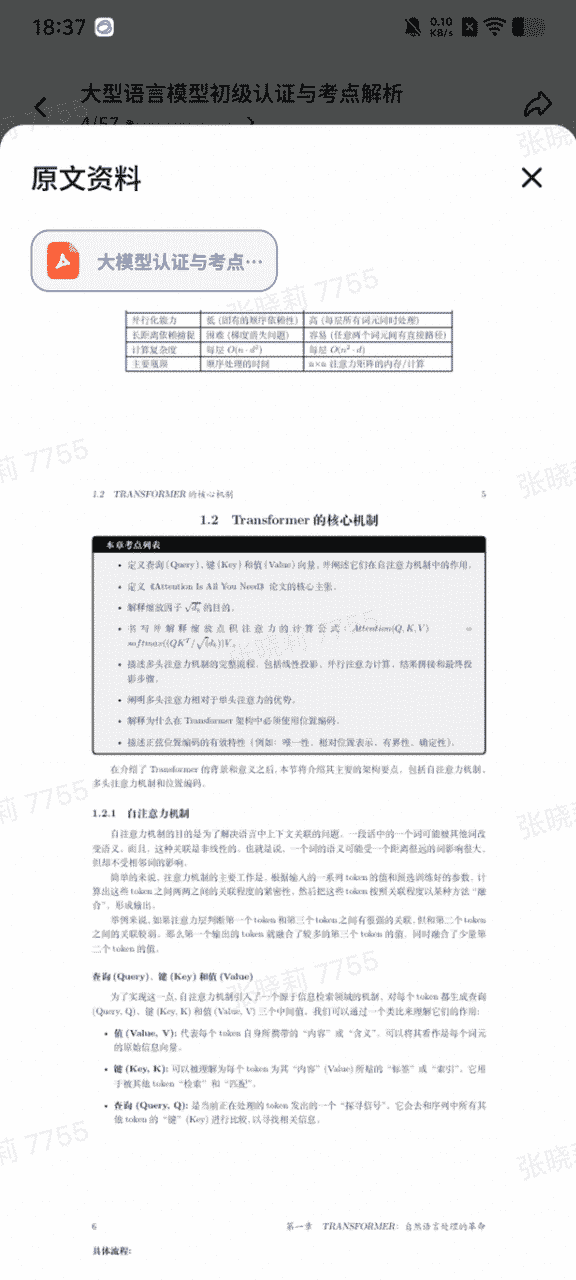 18:37
0.10
KB/s
大型语言模型初级认证与考点解析
4/57
原文资料
大模型认证与考点…
并行化能力 低 (固有的顺序依赖性) 高 (每层所有词元同时处理)
长距离依赖捕捉 困难 (梯度消失问题) 容易 (任意两个词元间有直接路径)
计算复杂度 每层 O(n · d²) 每层 O(n² · d)
主要瓶颈 顺序处理的时间 n×n 注意力矩阵的内存/计算
1.2 TRANSFORMER 的核心机制 5
1.2 Transformer 的核心机制
本章考点列表
• 定义查询 (Query)、键 (Key) 和值 (Value) 向量，并阐述它们在自注意力机制中的作用。
• 定义《Attention Is All You Need》论文的核心主张。
• 解释缩放因子 的目的。
• 书写并解释缩放点积注意力的计算公式：Attention(Q, K, V) =
softmax((QK^T/√(d_k))V。
• 描述多头注意力机制的完整流程，包括线性投影、并行注意力计算、结果拼接和最终投
影步骤。
• 阐明多头注意力相对于单头注意力的优势。
• 解释为什么在 Transformer 架构中必须使用位置编码。
• 描述正弦位置编码的有效特性（例如：唯一性、相对位置表示、有界性、确定性）。
在介绍了 Transformer 的背景和意义之后，本节将介绍其主要的架构要点，包括自注意力机制、
多头注意力机制和位置编码。
1.2.1 自注意力机制
自注意力机制的目的是为了解决语言中上下文关联的问题。一段话中的一个词可能被其他词改
变语义，而且，这种关联是非线性的。也就是说，一个词的语义可能受一个距离很远的词影响很大，
但却不受相邻词的影响。
简单的来说，注意力机制的主要工作是，根据输入的一系列 token 的值和预选训练好的参数，计
算出这些 token 之间两两之间的关联程度的紧密性，然后把这些 token 按照关联程度以某种方法“融
合”，形成输出。
举例来说，如果注意力层判断第一个 token 和第三个 token 之间有很强的关联，但和第二个 token
之间的关联较弱，那么第一个输出的 token 就融合了较多的第三个 token 的值，同时融合了少量第
二个 token 的值。
查询 (Query)、键 (Key) 和值 (Value)
为了实现这一点，自注意力机制引入了一个源于信息检索领域的机制，对每个 token 都生成查询
(Query, Q)、键 (Key, K) 和值 (Value, V) 三个中间值。我们可以通过一个类比来理解它们的作用：
• 值 (Value, V): 代表每个 token 自身所携带的“内容”或“含义”。可以将其看作是每个词元
的原始信息向量。
• 键 (Key, K): 可以被理解为每个 token 为其“内容”(Value) 所贴的“标签”或“索引”。它用
于被其他 token “检索”和“匹配”。
• 查询 (Query, Q): 是当前正在处理的 token 发出的一个“探寻信号”。它会去和序列中所有其
他 token 的“键”(Key) 进行比较，以寻找相关信息。
6 第一章 TRANSFORMER: 自然语言处理的革命
具体流程:
张晓莉 7755